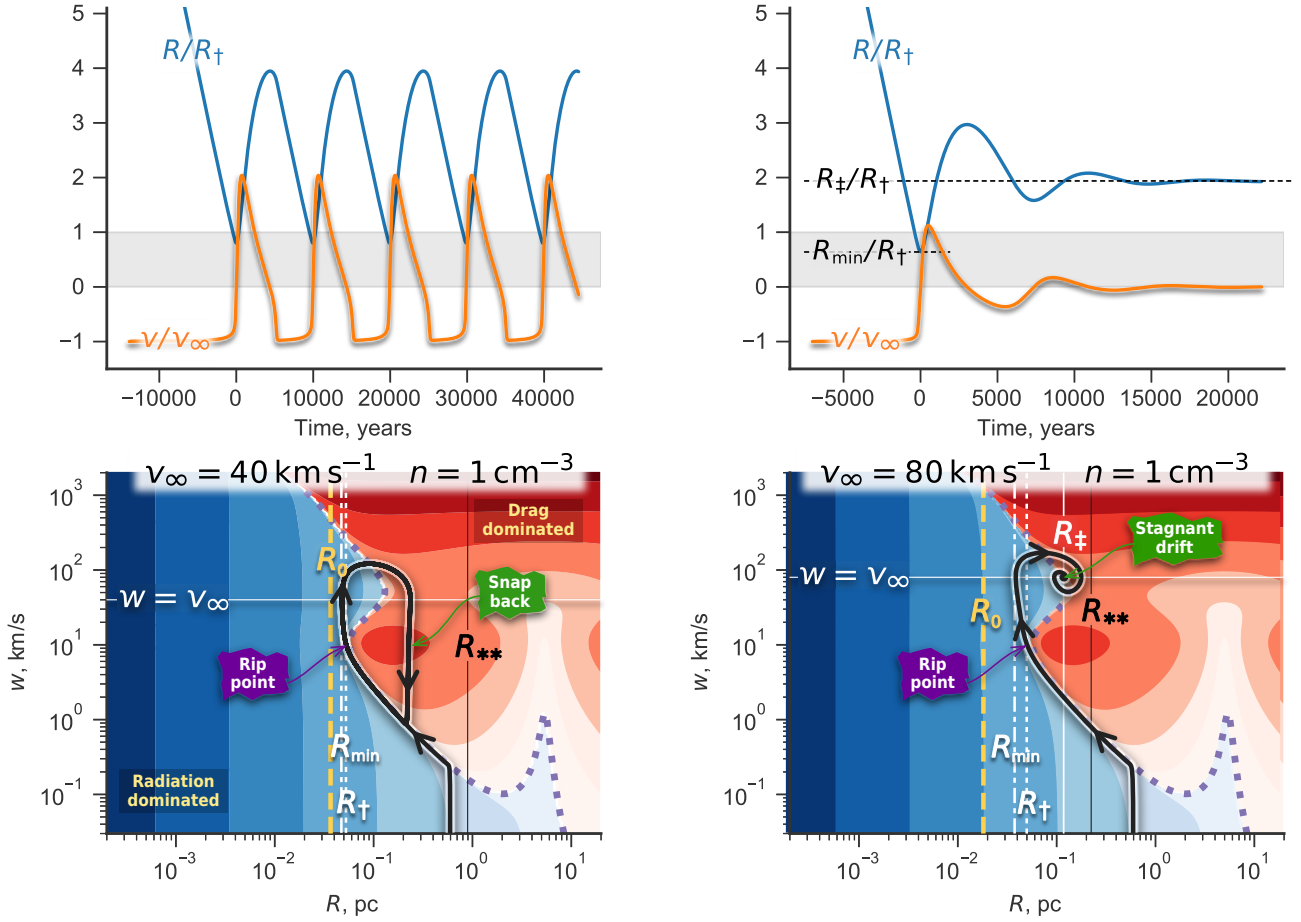 5
4
3
2
1
0
−1
R/R†
v/v∞
−10000 0 10000 20000 30000 40000
Time, years
5
4
3
2
1
0
−1
R/R†
R‡/R†
Rmin/R†
v/v∞
−5000 0 5000 10000 15000 20000
Time, years
v∞ = 40 km s⁻¹ n = 1 cm⁻³
10³
10²
10¹
10⁰
10⁻¹
w, km/s
Drag
dominated
R₀
w = v∞
Snap
back
R**
Rip
point
Rmin
R†
Radiation
dominated
10⁻³ 10⁻² 10⁻¹ 10⁰ 10¹
R, pc
v∞ = 80 km s⁻¹ n = 1 cm⁻³
10³
10²
10¹
10⁰
10⁻¹
w, km/s
R‡
Stagnant
drift
w = v∞
R₀
R**
Rip
point
Rmin
R†
10⁻³ 10⁻² 10⁻¹ 10⁰ 10¹
R, pc